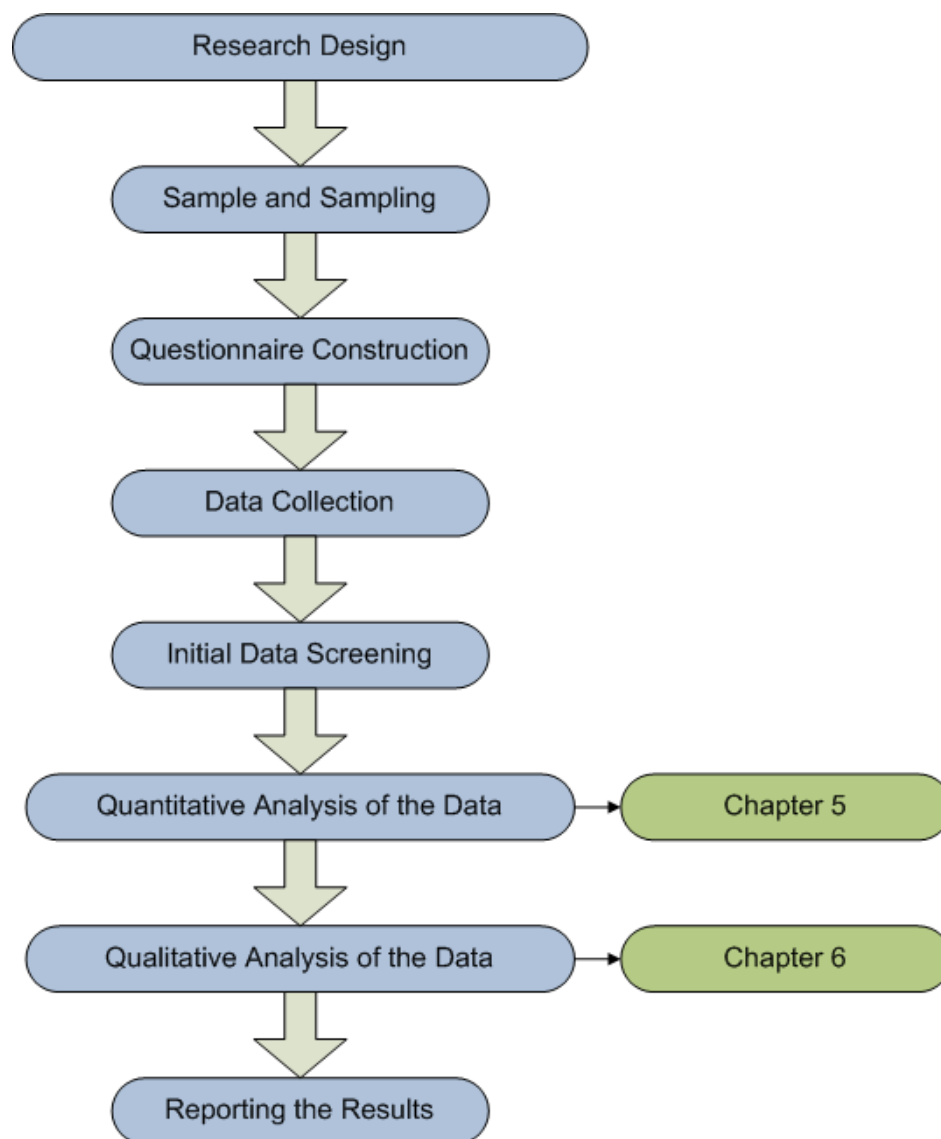 Research Design
Sample and Sampling
Questionnaire Construction
Data Collection
Initial Data Screening
Quantitative Analysis of the Data
Chapter 5
Qualitative Analysis of the Data
Chapter 6
Reporting the Results